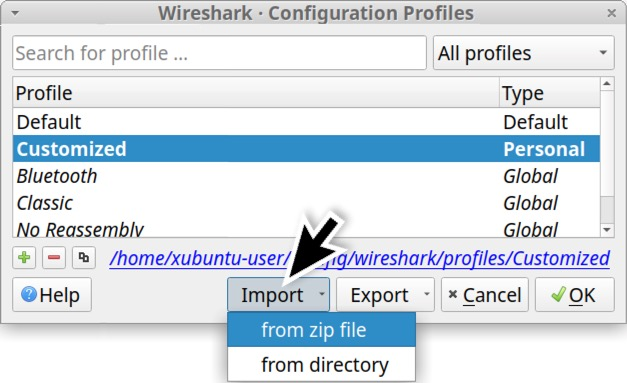 Wireshark · Configuration Profiles
Search for profile ...
All profiles
Profile Type
Default Default
Customized Personal
Bluetooth Global
Classic Global
No Reassembly Global
/home/xubuntu-user/ fig/wireshark/profiles/Customized
Help
Import
Export
Cancel
OK
from zip file
from directory